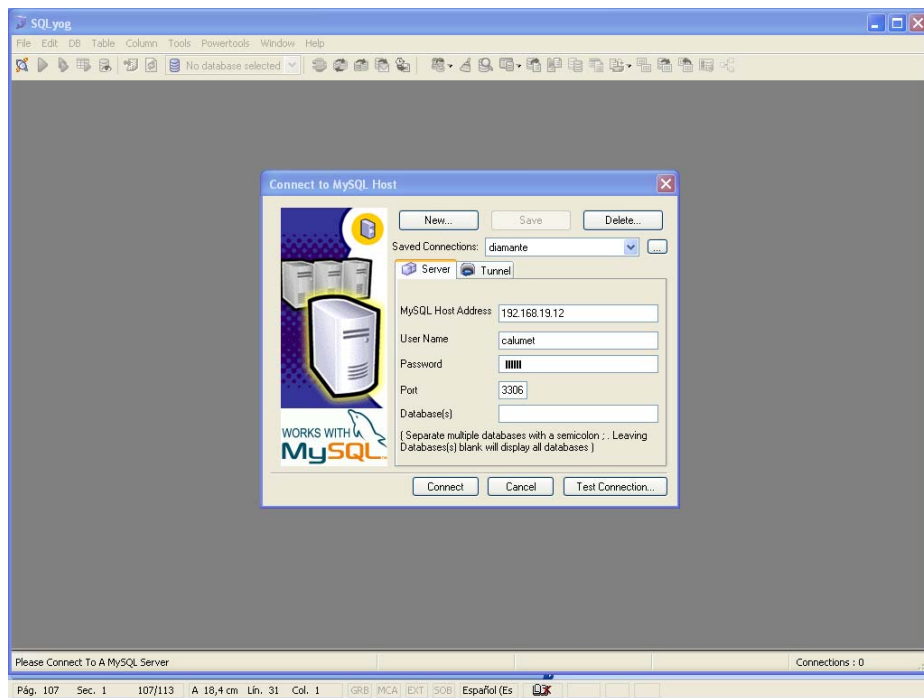 SQLyog
File Edit DB Table Column Tools Powertools Window Help
No database selected
Connect to MySQL Host
New... Save Delete...
Saved Connections: diamante ...
Server Tunnel
MySQL Host Address 192.168.19.12
User Name calumet
Password
Port 3306
Database(s)
( Separate multiple databases with a semicolon ; . Leaving
Databases(s) blank will display all databases )
WORKS WITH
MySQL
Connect Cancel Test Connection...
Please Connect To A MySQL Server Connections : 0
Pág. 107 Sec. 1 107/113 A 18,4 cm Lín. 31 Col. 1 GRB MCA EXT SOB Español (Es